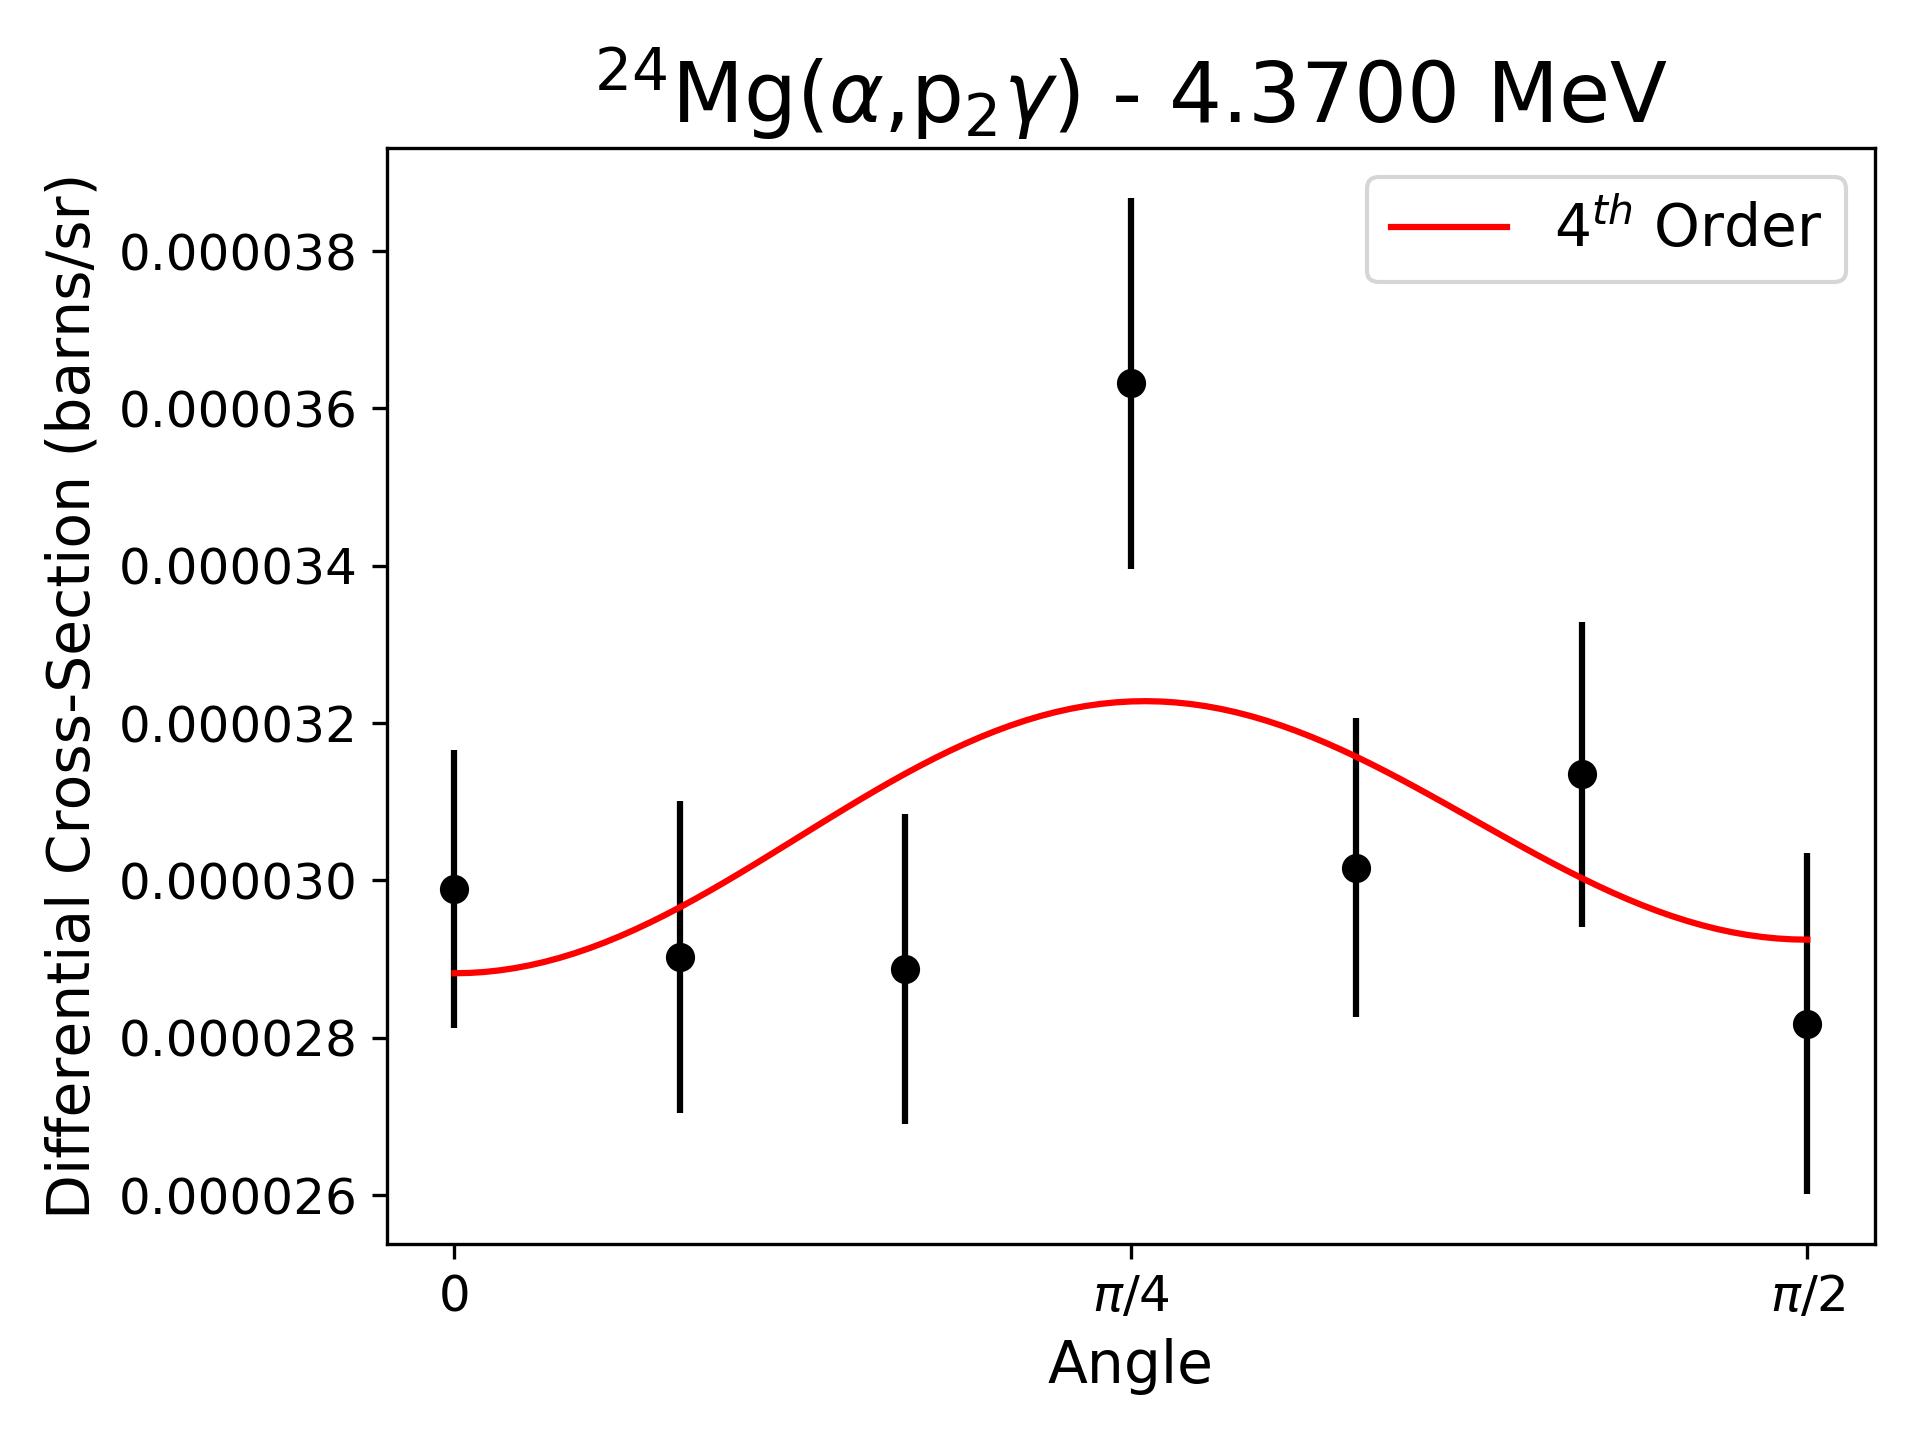 ²⁴Mg(α,p₂γ) - 4.3700 MeV
4ᵗʰ Order
Differential Cross-Section (barns/sr)
0.000038
0.000036
0.000034
0.000032
0.000030
0.000028
0.000026
0 π/4 π/2
Angle